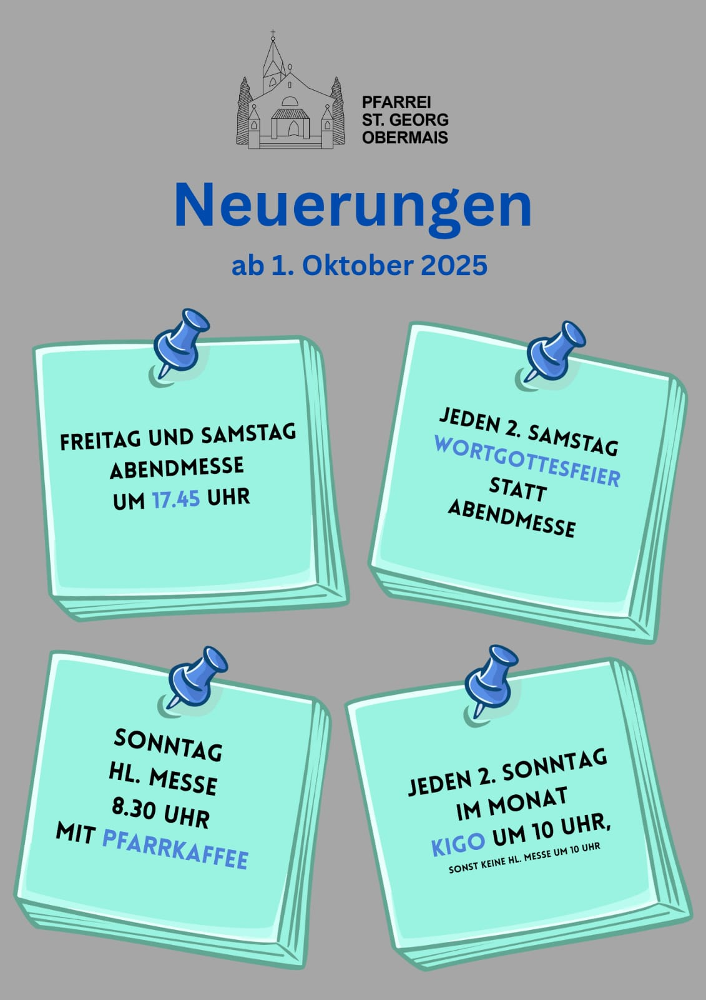 PFARREI
ST. GEORG
OBERMAIS
Neuerungen
ab 1. Oktober 2025
FREITAG UND SAMSTAG
ABENDMESSE
UM 17.45 UHR
JEDEN 2. SAMSTAG
WORTGOTTESFEIER
STATT
ABENDMESSE
SONNTAG
HL. MESSE
8.30 UHR
MIT PFARRKAFFEE
JEDEN 2. SONNTAG
IM MONAT
KIGO UM 10 UHR,
SONST KEINE HL. MESSE UM 10 UHR